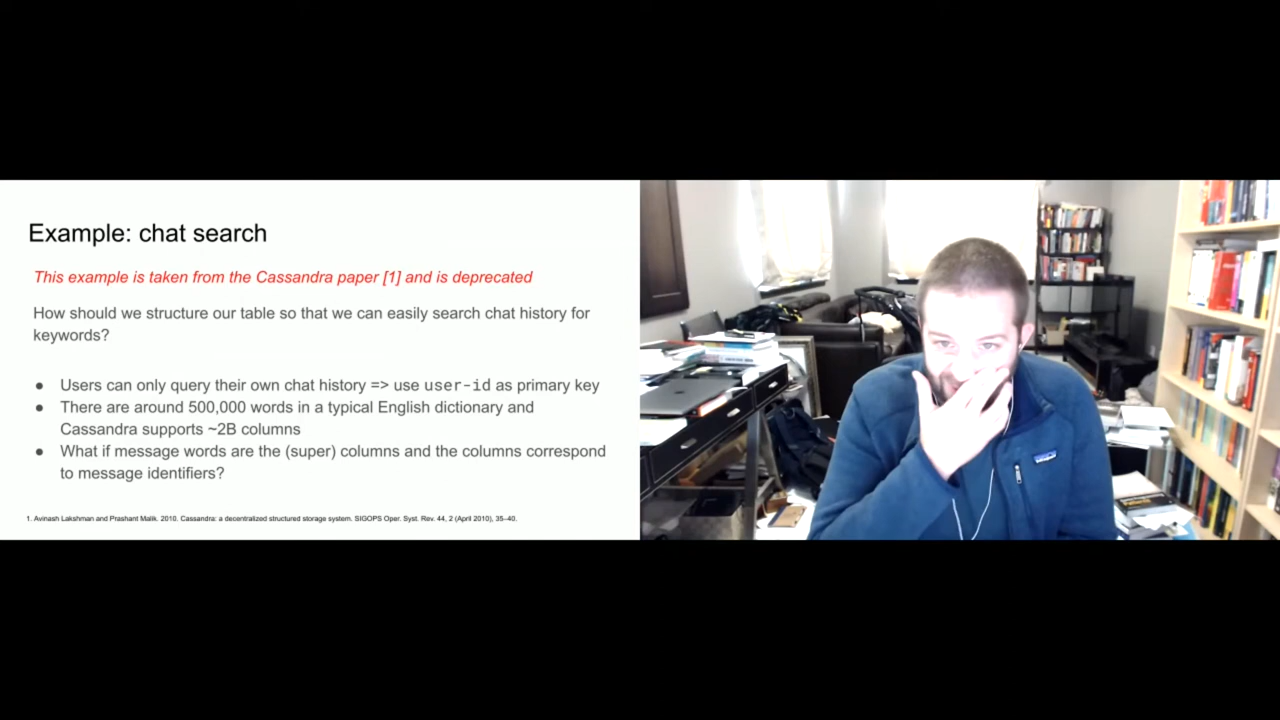 Example: chat search
This example is taken from the Cassandra paper [1] and is deprecated
How should we structure our table so that we can easily search chat history for
keywords?
● Users can only query their own chat history => use user-id as primary key
● There are around 500,000 words in a typical English dictionary and
Cassandra supports ~2B columns
● What if message words are the (super) columns and the columns correspond
to message identifiers?
1. Avinash Lakshman and Prashant Malik. 2010. Cassandra: a decentralized structured storage system. SIGOPS Oper. Syst. Rev. 44, 2 (April 2010), 35–40.
patagonia